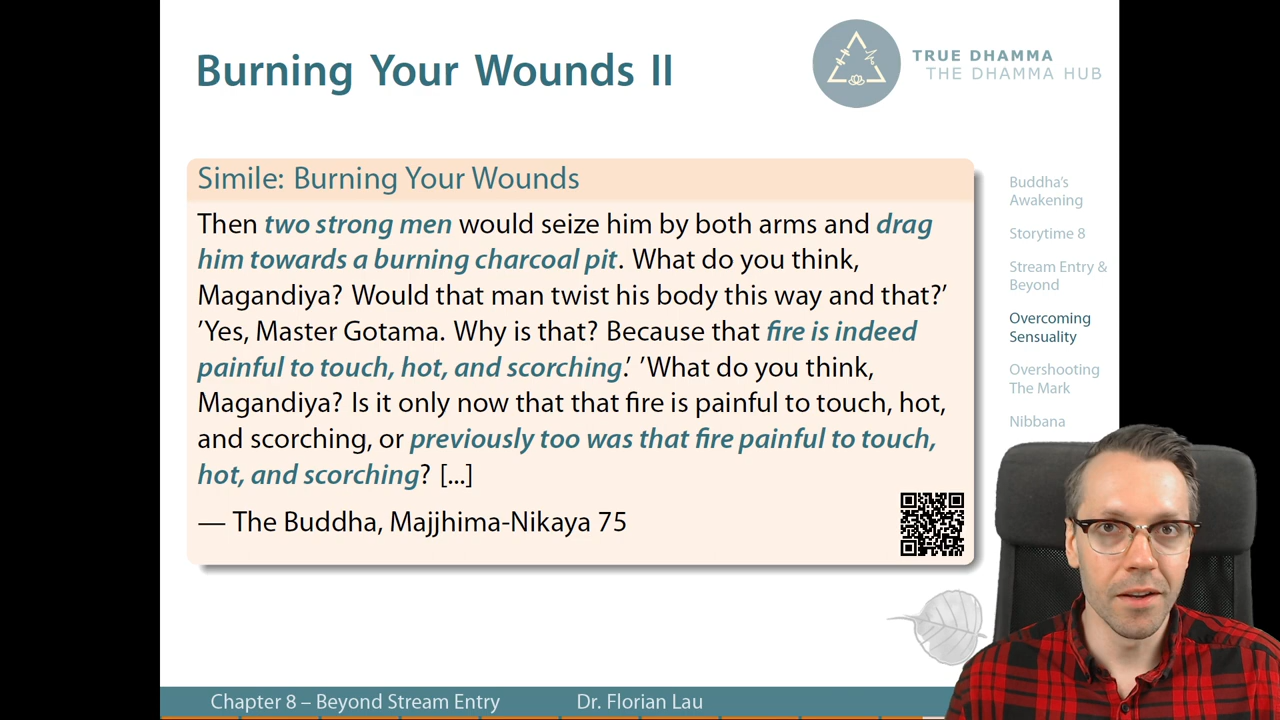 Burning Your Wounds II
TRUE DHAMMA
THE DHAMMA HUB
Simile: Burning Your Wounds
Then two strong men would seize him by both arms and drag
him towards a burning charcoal pit. What do you think,
Magandiya? Would that man twist his body this way and that?’
’Yes, Master Gotama. Why is that? Because that fire is indeed
painful to touch, hot, and scorching.’ ’What do you think,
Magandiya? Is it only now that that fire is painful to touch, hot,
and scorching, or previously too was that fire painful to touch,
hot, and scorching? [...]
— The Buddha, Majjhima-Nikaya 75
Buddha's
Awakening
Storytime 8
Stream Entry &
Beyond
Overcoming
Sensuality
Overshooting
The Mark
Nibbana
Chapter 8 – Beyond Stream Entry
Dr. Florian Lau